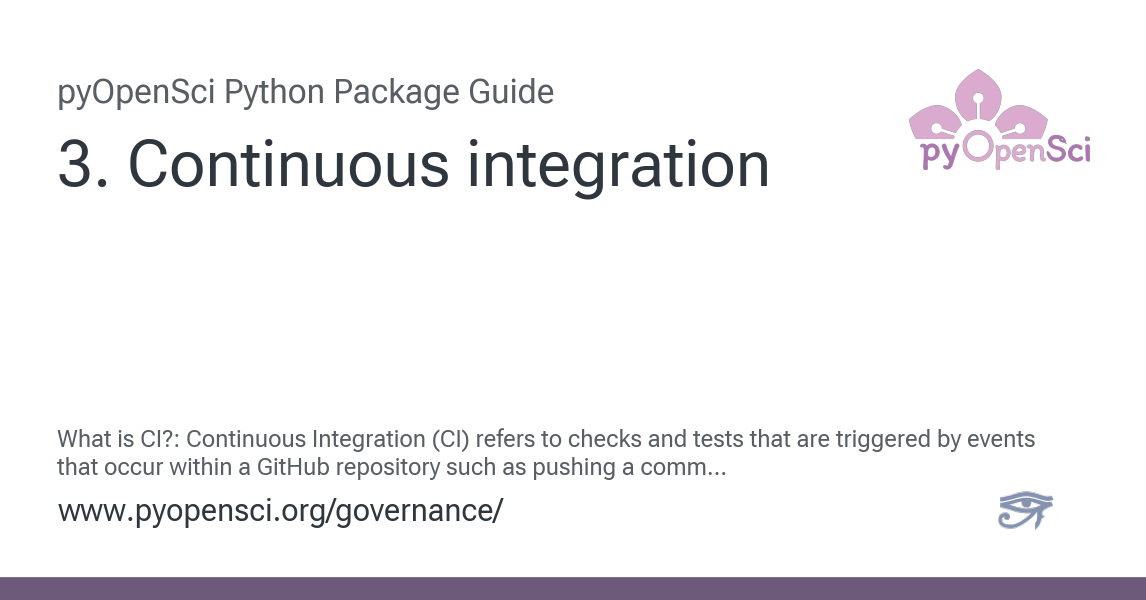 pyOpenSci Python Package Guide
3. Continuous integration
pyOpenSci
What is CI?: Continuous Integration (CI) refers to checks and tests that are triggered by events
that occur within a GitHub repository such as pushing a comm...
www.pyopensci.org/governance/